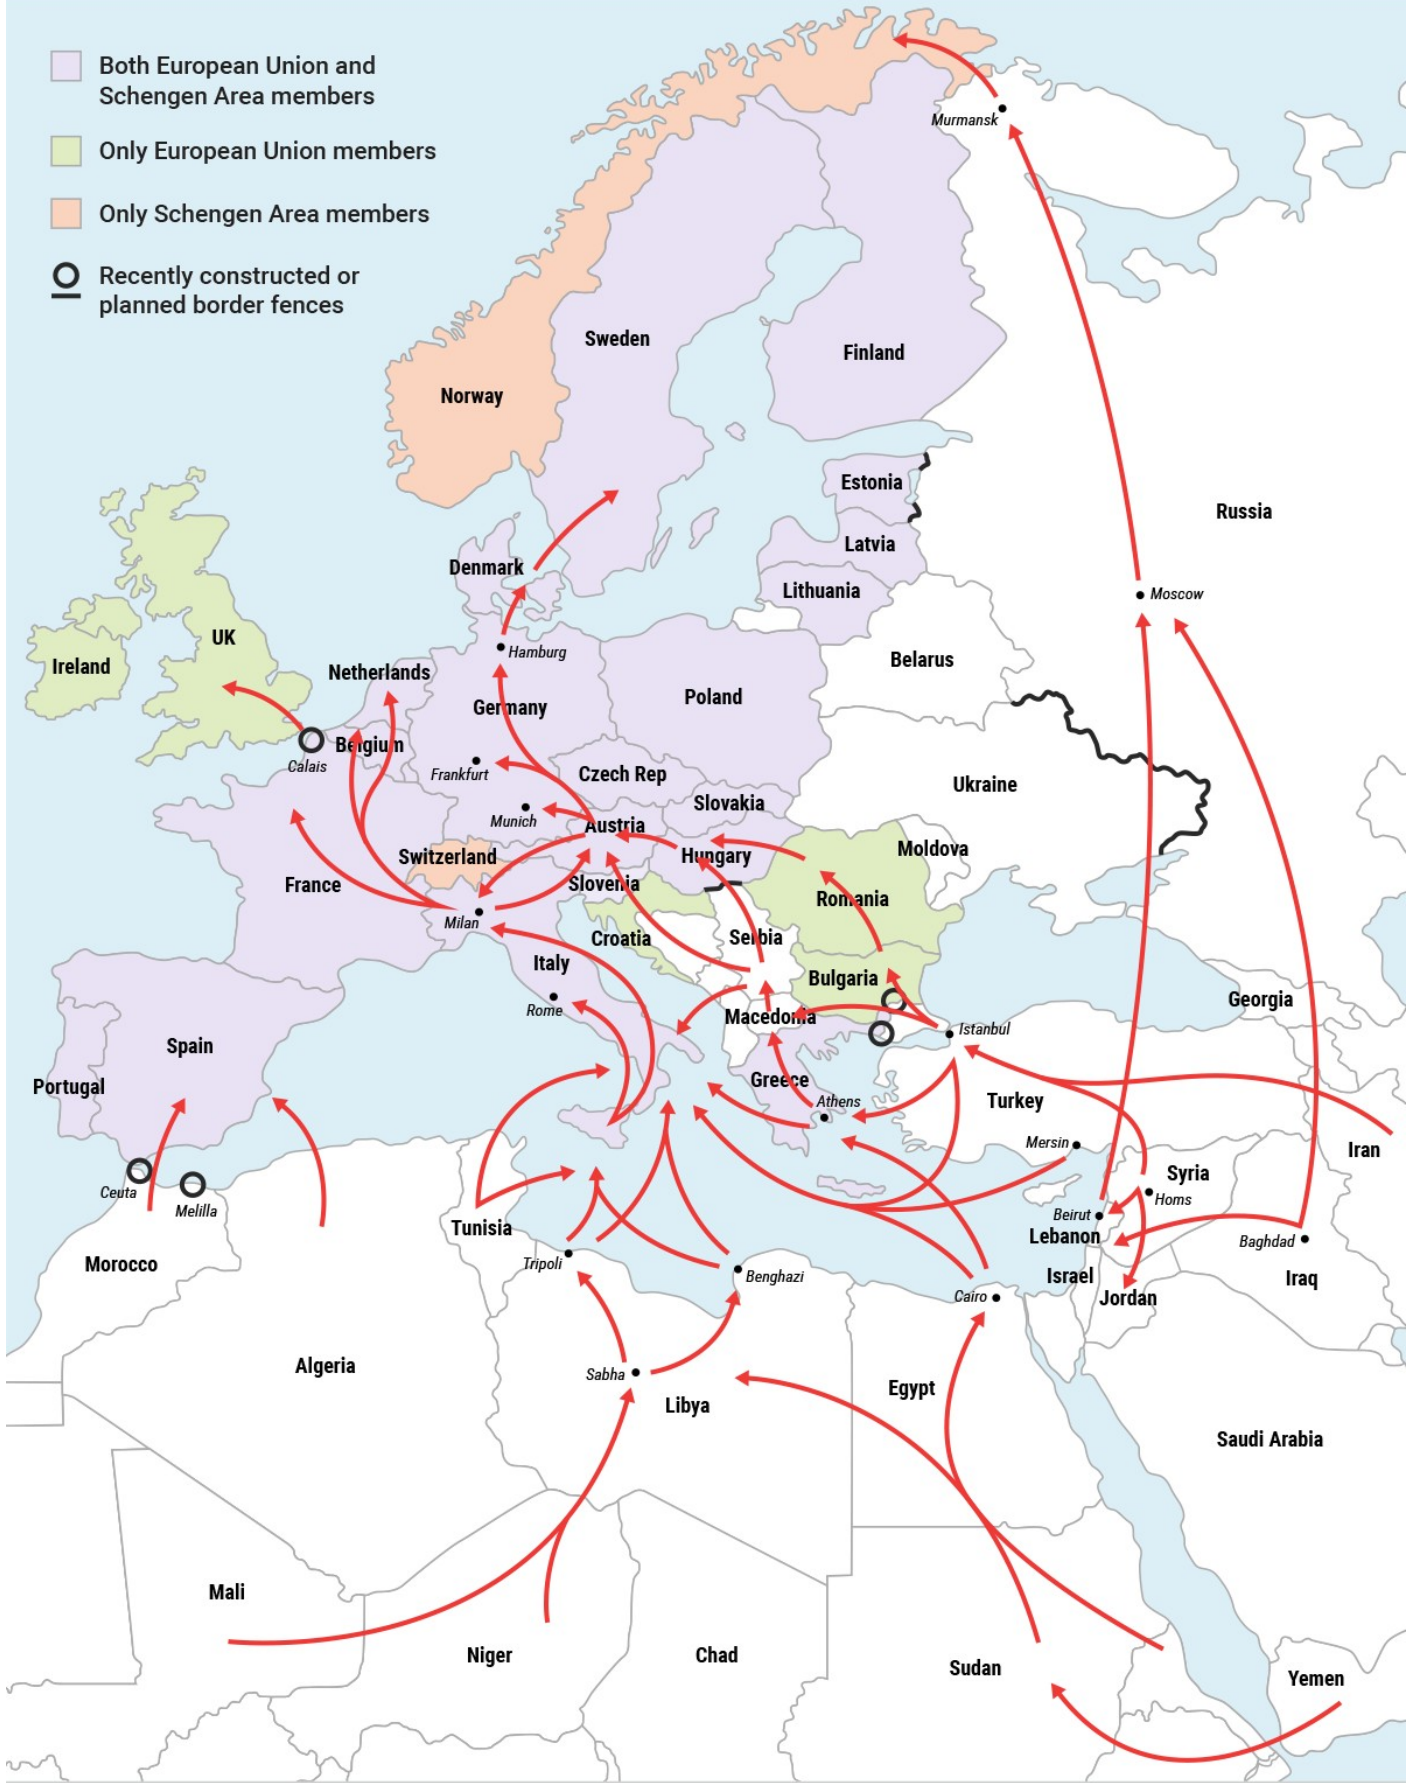 Both European Union and
Schengen Area members
Only European Union members
Only Schengen Area members
Recently constructed or
planned border fences
Murmansk
Sweden
Finland
Norway
Estonia
Russia
Latvia
Denmark
Lithuania
Moscow
UK
Hamburg
Belarus
Ireland
Netherlands
Poland
Germany
Belgium
Calais
Frankfurt
Czech Rep
Ukraine
Slovakia
Munich
Austria
Moldova
Switzerland
Hungary
France
Slovenia
Romania
Milan
Croatia
Serbia
Italy
Bulgaria
Georgia
Rome
Macedonia
Istanbul
Spain
Portugal
Greece
Athens
Turkey
Mersin
Iran
Syria
Ceuta
Homs
Melilla
Beirut
Tunisia
Lebanon
Baghdad
Morocco
Tripoli
Benghazi
Israel
Iraq
Cairo
Jordan
Algeria
Sabha
Egypt
Libya
Saudi Arabia
Mali
Niger
Chad
Sudan
Yemen